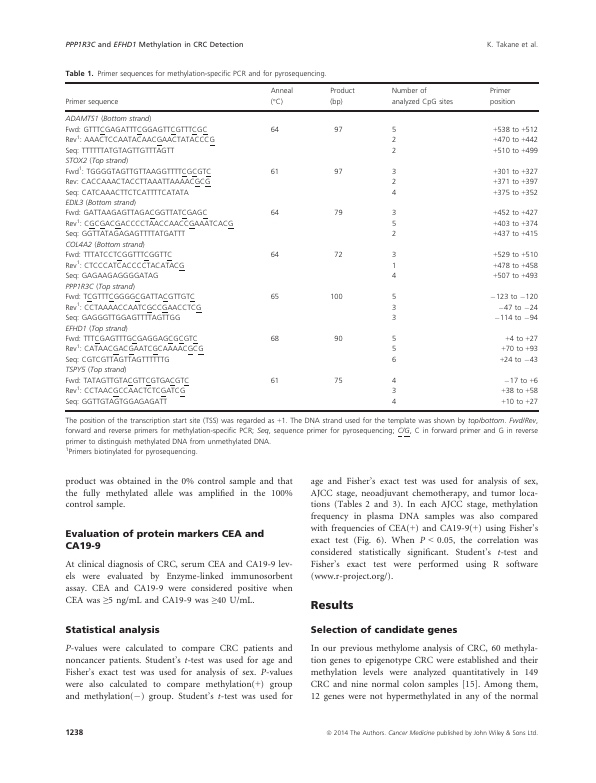 PPP1R3C and EFHD1 Methylation in CRC Detection
K. Takane et al.
Table 1. Primer sequences for methylation-specific PCR and for pyrosequencing.
Primer sequence Anneal (°C) Product (bp) Number of analyzed CpG sites Primer position
ADAMTS1 (Bottom strand)
Fwd: GTTTCGAGATTTCGGAGTTCGTTTCGC 64 97 5 +538 to +512
Rev1: AAACTCCAATACAACGAACTATACCCG 2 +470 to +442
Seq: TTTTTTATGTAGTTGTTTAGTT 2 +510 to +499
STOX2 (Top strand)
Fwd1: TGGGGTAGTTGTTAAGGTTTTCGCGTC 61 97 3 +301 to +327
Rev: CACCAAACTACCTTAAATTAAAACGCG 2 +371 to +397
Seq: CATCAAACTTCTCATTTTCATATA 4 +375 to +352
EDIL3 (Bottom strand)
Fwd: GATTAAGAGTTAGACGGTTATCGAGC 64 79 3 +452 to +427
Rev1: CGCGACGACCCCTAACCAACCGAAATCACG 5 +403 to +374
Seq: GGTTATAGAGAGTTTTATGATTT 2 +437 to +415
COL4A2 (Bottom strand)
Fwd: TTTATCCTCGGTTTCGGTTC 64 72 3 +529 to +510
Rev1: CTCCCATCACCCCTACATACG 1 +478 to +458
Seq: GAGAAGAGGGGATAG 4 +507 to +493
PPP1R3C (Top strand)
Fwd: TCGTTTCGGGGCGATTACGTTGTC 65 100 5 −123 to −120
Rev1: CCTAAAACCAATCGCCGAACCTCG 3 −47 to −24
Seq: GAGGGTTGGAGTTTTAGTTGG 3 −114 to −94
EFHD1 (Top strand)
Fwd: TTTCGAGTTTGCGAGGAGCGCGTC 68 90 5 +4 to +27
Rev1: CATAACGACGAATCGCAAAACGCG 5 +70 to +93
Seq: CGTCGTTAGTTAGTTTTTTG 6 +24 to −43
TSPYS (Top strand)
Fwd: TATAGTTGTACGTTCGTGACGTC 61 75 4 −17 to +6
Rev1: CCTAACGCCAACTCTCGATCG 3 +38 to +58
Seq: GGTTGTAGTGGAGAGATT 4 +10 to +27
The position of the transcription start site (TSS) was regarded as +1. The DNA strand used for the template was shown by top/bottom. Fwd/Rev,
forward and reverse primers for methylation-specific PCR; Seq, sequence primer for pyrosequencing; C/G, C in forward primer and G in reverse
primer to distinguish methylated DNA from unmethylated DNA.
1Primers biotinylated for pyrosequencing.
product was obtained in the 0% control sample and that
the fully methylated allele was amplified in the 100%
control sample.
Evaluation of protein markers CEA and
CA19-9
At clinical diagnosis of CRC, serum CEA and CA19-9 lev-
els were evaluated by Enzyme-linked immunosorbent
assay. CEA and CA19-9 were considered positive when
CEA was ≥5 ng/mL and CA19-9 was ≥40 U/mL.
Statistical analysis
P-values were calculated to compare CRC patients and
noncancer patients. Student's t-test was used for age and
Fisher's exact test was used for analysis of sex. P-values
were also calculated to compare methylation(+) group
and methylation(−) group. Student's t-test was used for
age and Fisher's exact test was used for analysis of sex,
AJCC stage, neoadjuvant chemotherapy, and tumor loca-
tions (Tables 2 and 3). In each AJCC stage, methylation
frequency in plasma DNA samples was also compared
with frequencies of CEA(+) and CA19-9(+) using Fisher's
exact test (Fig. 6). When P < 0.05, the correlation was
considered statistically significant. Student's t-test and
Fisher's exact test were performed using R software
(www.r-project.org/).
Results
Selection of candidate genes
In our previous methylome analysis of CRC, 60 methyla-
tion genes to epigenotype CRC were established and their
methylation levels were analyzed quantitatively in 149
CRC and nine normal colon samples [15]. Among them,
12 genes were not hypermethylated in any of the normal
1238
© 2014 The Authors. Cancer Medicine published by John Wiley & Sons Ltd.